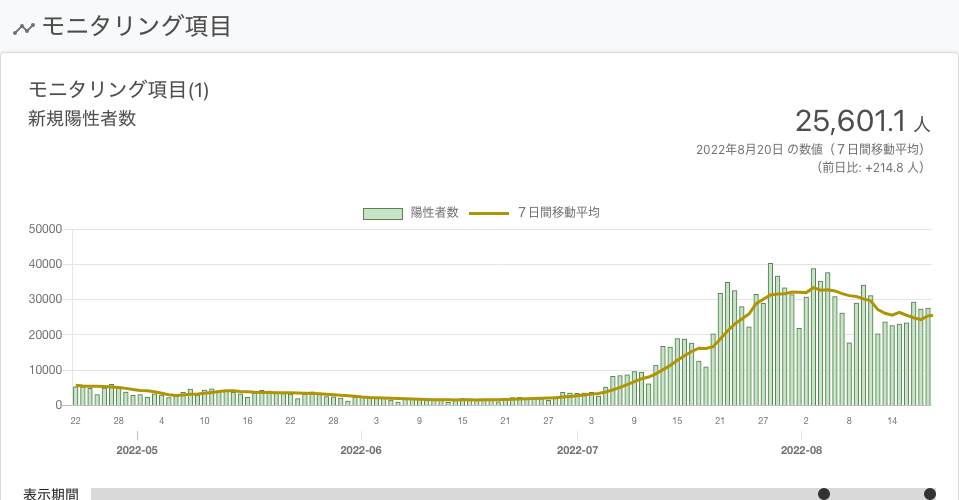 モニタリング項目
モニタリング項目(1)
新規陽性者数
25,601.1 人
2022年8月20日 の数値（７日間移動平均）
（前日比: +214.8 人）
陽性者数 ７日間移動平均
50000
40000
30000
20000
10000
0
22 28 4 10 16 22 28 3 9 15 21 27 3 9 15 21 27 2 8 14
2022-05 2022-06 2022-07 2022-08
表示期間